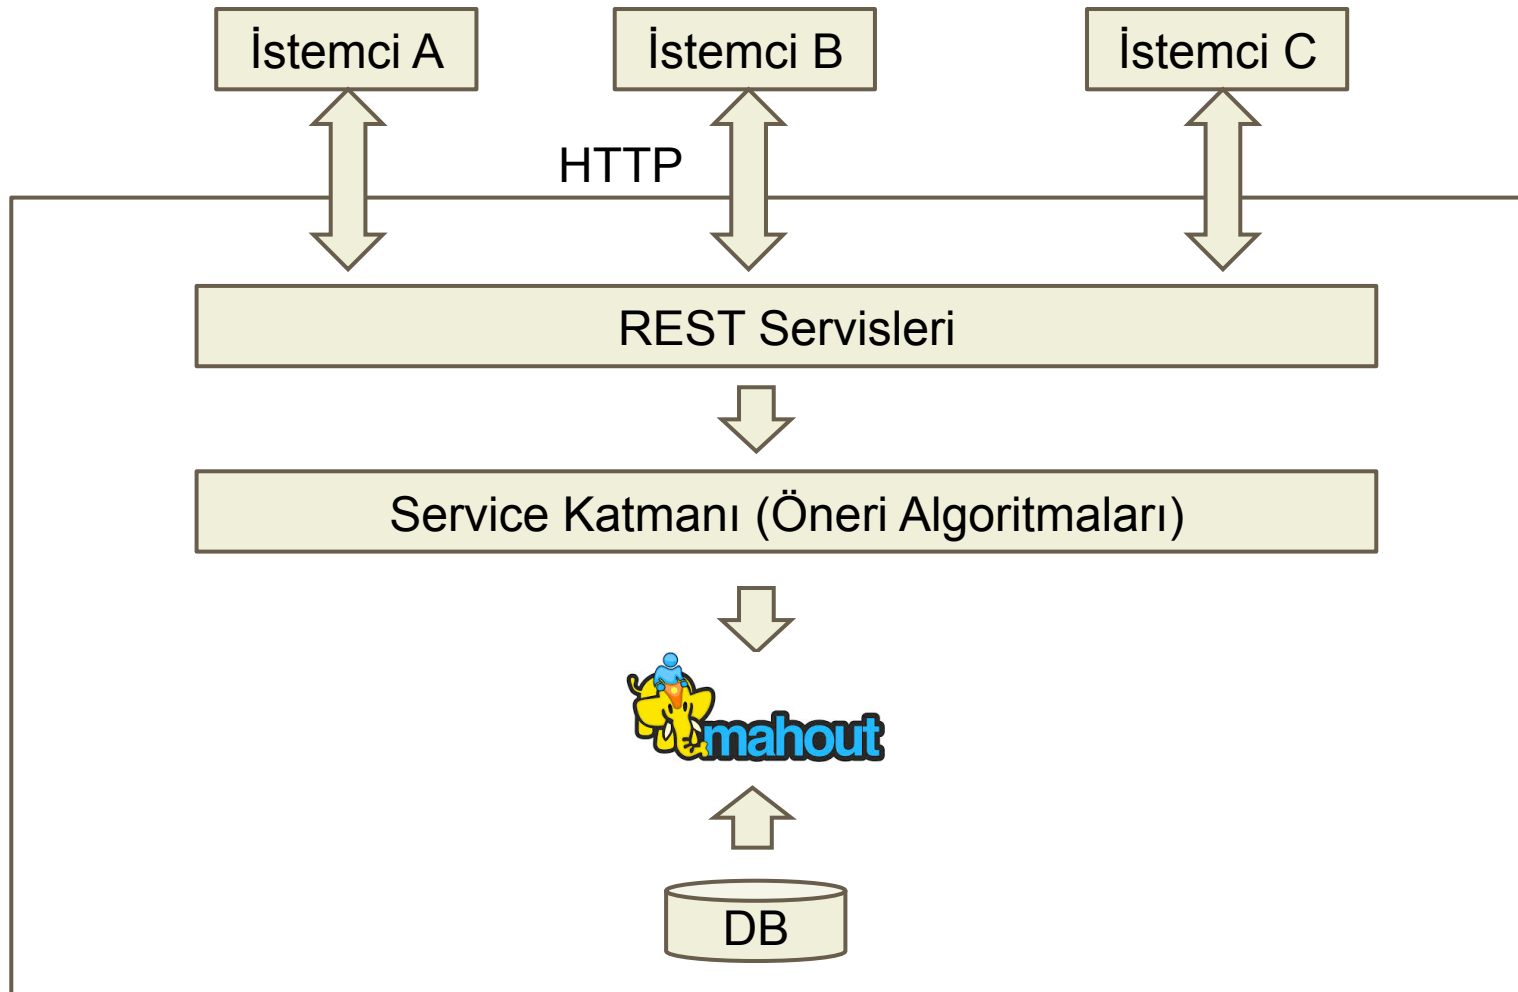 İstemci A
İstemci B
İstemci C
HTTP
REST Servisleri
Service Katmanı (Öneri Algoritmaları)
mahout
DB